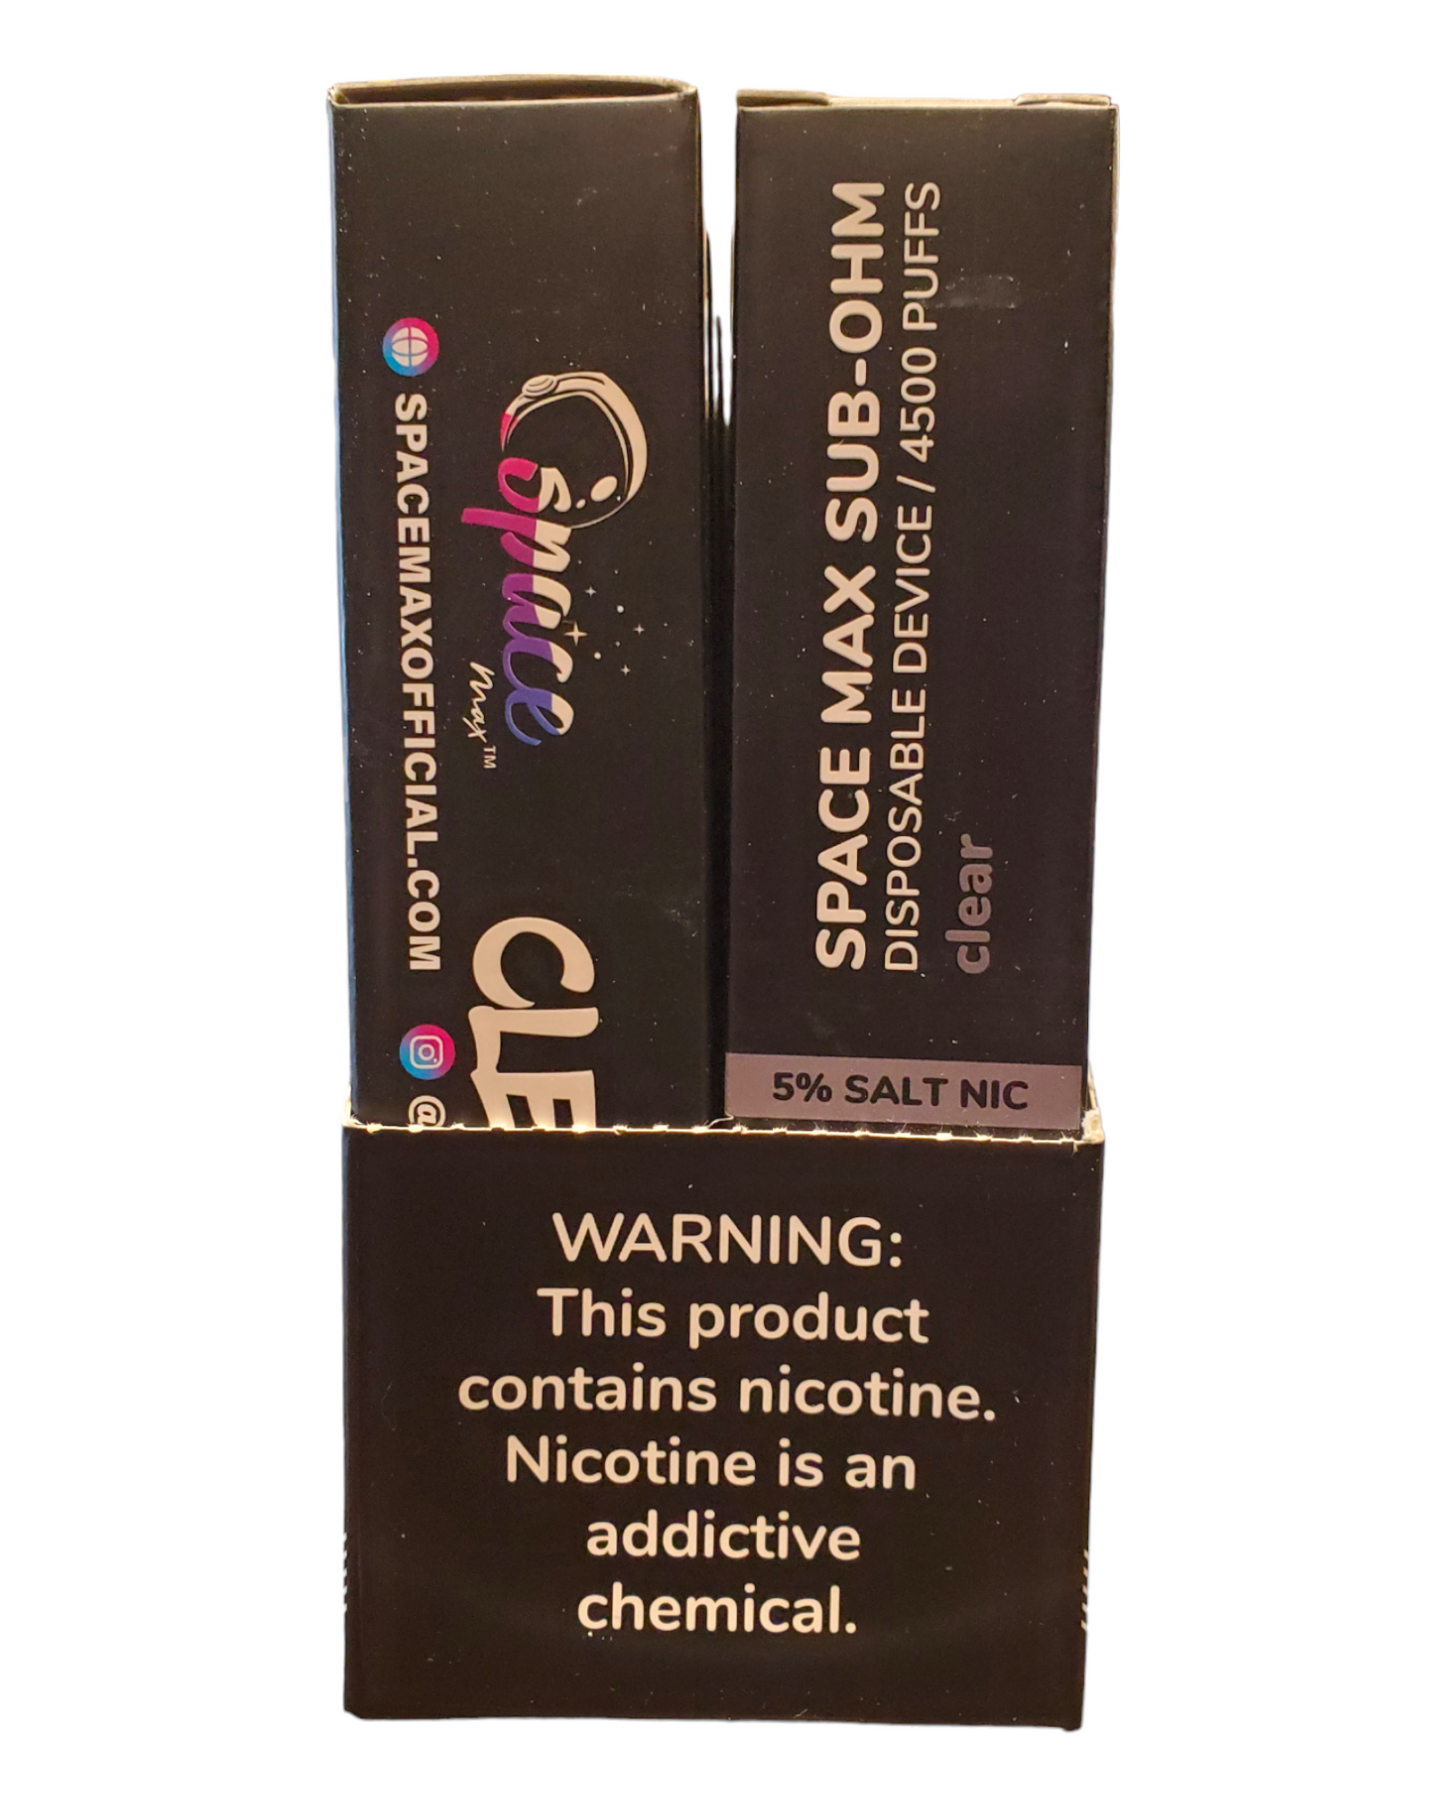 Space
max™
SPACEMAXOFFICIAL.COM
@
CLE
SPACE MAX SUB-OHM
DISPOSABLE DEVICE / 4500 PUFFS
clear
5% SALT NIC
WARNING:
This product
contains nicotine.
Nicotine is an
addictive
chemical.